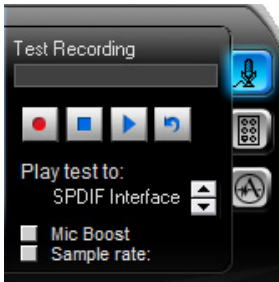 Test Recording
Play test to:
SPDIF Interface
Mic Boost
Sample rate: